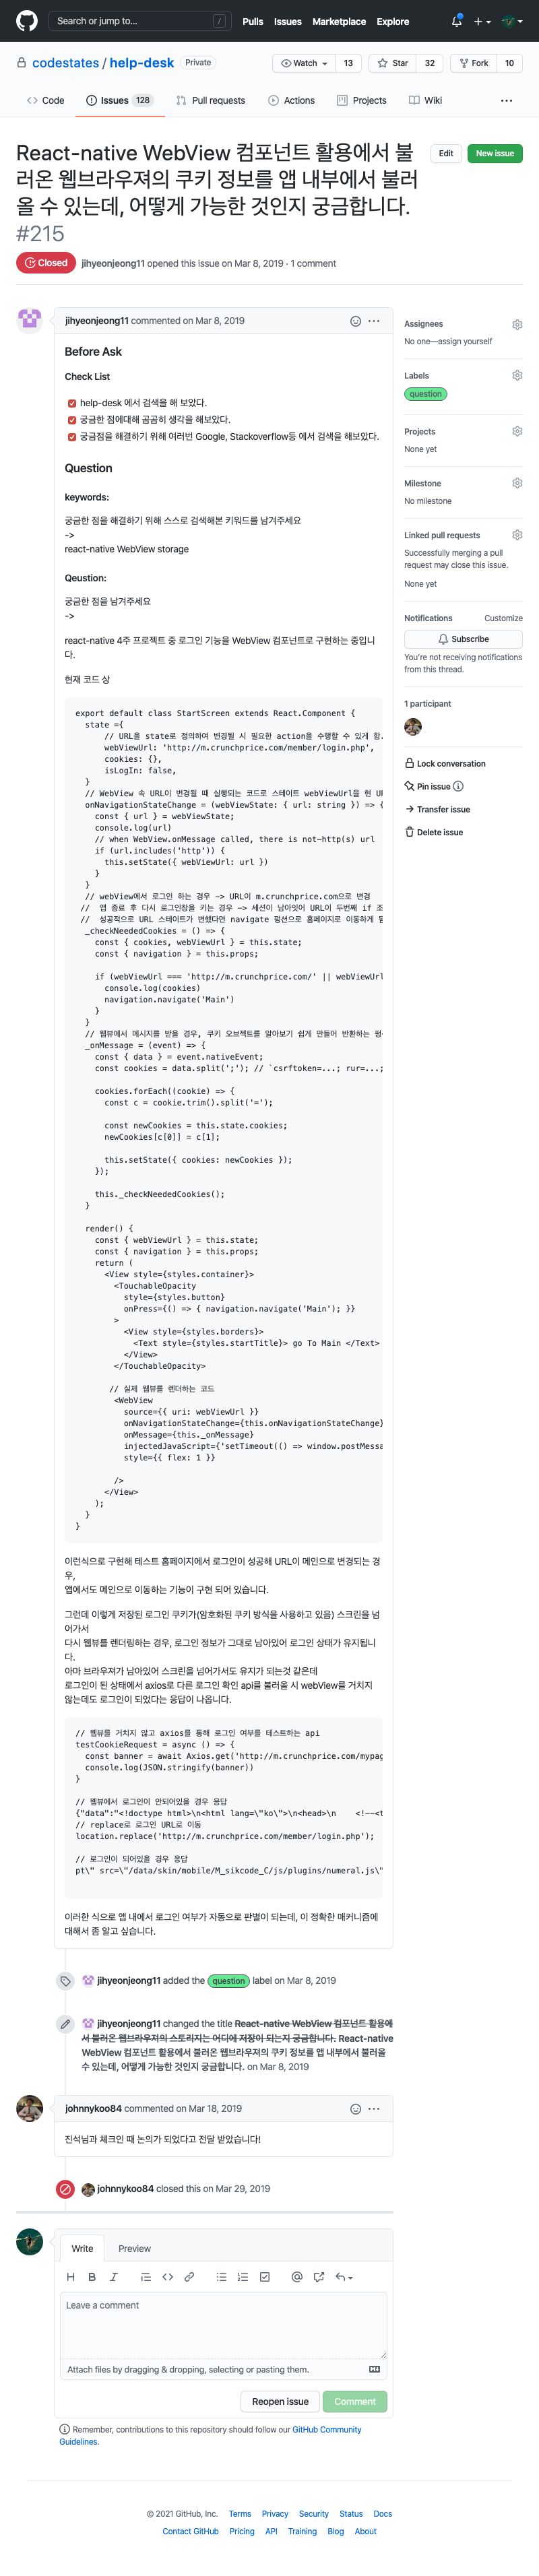 Search or jump to... /
Pulls Issues Marketplace Explore
codestates / help-desk Private
Watch 13 Star 32 Fork 10
Code Issues 128 Pull requests Actions Projects Wiki
React-native WebView 컴포넌트 활용에서 불
러온 웹브라우져의 쿠키 정보를 앱 내부에서 불러
올 수 있는데, 어떻게 가능한 것인지 궁금합니다.
#215
Edit New issue
Closed jihyeonjeong11 opened this issue on Mar 8, 2019 · 1 comment
jihyeonjeong11 commented on Mar 8, 2019
Before Ask
Check List
help-desk 에서 검색을 해 보았다.
궁금한 점에대해 곰곰히 생각을 해보았다.
궁금점을 해결하기 위해 여러번 Google, Stackoverflow등 에서 검색을 해보았다.
Question
keywords:
궁금한 점을 해결하기 위해 스스로 검색해본 키워드를 남겨주세요
->
react-native WebView storage
Qeustion:
궁금한 점을 남겨주세요
->
react-native 4주 프로젝트 중 로그인 기능을 WebView 컴포넌트로 구현하는 중입니
다.
현재 코드 상
export default class StartScreen extends React.Component {
state ={
// URL을 state로 정의하여 변경될 시 필요한 action을 수행할 수 있게 함.
webviewUrl: 'http://m.crunchprice.com/member/login.php',
cookies: {},
isLogIn: false,
}
// WebView 속 URL이 변경될 때 실행되는 코드로 스테이트 webViewUrl을 현 UR
onNavigationStateChange = (webViewState: { url: string }) => {
const { url } = webViewState;
console.log(url)
// when WebView.onMessage called, there is not-http(s) url
if (url.includes('http')) {
this.setState({ webViewUrl: url })
}
}
// webView에서 로그인 하는 경우 -> URL이 m.crunchprice.com으로 변경
// 앱 종료 후 다시 로그인창을 키는 경우 -> 세션이 남아잇어 URL이 두번째 if 조
// 성공적으로 URL 스테이트가 변했다면 navigate 펑션으로 홈페이지로 이동하게 됨
_checkNeededCookies = () => {
const { cookies, webViewUrl } = this.state;
const { navigation } = this.props;
if (webViewUrl === 'http://m.crunchprice.com/' || webViewUrl
console.log(cookies)
navigation.navigate('Main')
}
}
// 웹뷰에서 메시지를 받을 경우, 쿠키 오브젝트를 알아보기 쉽게 만들어 반환하는 펑
_onMessage = (event) => {
const { data } = event.nativeEvent;
const cookies = data.split(';'); // `csrftoken=...; rur=...;
cookies.forEach((cookie) => {
const c = cookie.trim().split('=');
const newCookies = this.state.cookies;
newCookies[c[0]] = c[1];
this.setState({ cookies: newCookies });
});
this._checkNeededCookies();
}
render() {
const { webViewUrl } = this.state;
const { navigation } = this.props;
return (
<View style={styles.container}>
<TouchableOpacity
style={styles.button}
onPress={() => { navigation.navigate('Main'); }}
>
<View style={styles.borders}>
<Text style={styles.startTitle}> go To Main </Text>
</View>
</TouchableOpacity>
// 실제 웹뷰를 렌더하는 코드
<WebView
source={{ uri: webViewUrl }}
onNavigationStateChange={this.onNavigationStateChange}
onMessage={this._onMessage}
injectedJavaScript={'setTimeout(() => window.postMessa
style={{ flex: 1 }}
/>
</View>
);
}
}
이런식으로 구현해 테스트 홈페이지에서 로그인이 성공해 URL이 메인으로 변경되는 경
우,
앱에서도 메인으로 이동하는 기능이 구현 되어 있습니다.
그런데 이렇게 저장된 로그인 쿠키가(암호화된 쿠키 방식을 사용하고 있음) 스크린을 넘
어가서
다시 웹뷰를 렌더링하는 경우, 로그인 정보가 그대로 남아있어 로그인 상태가 유지됩니
다.
아마 브라우져가 남아있어 스크린을 넘어가서도 유지가 되는것 같은데
로그인이 된 상태에서 axios로 다른 로그인 확인 api를 불러올 시 webView를 거치지
않는데도 로그인이 되었다는 응답이 나옵니다.
// 웹뷰를 거치지 않고 axios를 통해 로그인 여부를 테스트하는 api
testCookieRequest = async () => {
const banner = await Axios.get('http://m.crunchprice.com/mypag
console.log(JSON.stringify(banner))
}
// 웹뷰에서 로그인이 안되어있을 경우 응답
{"data":"<!doctype html>\n<html lang=\"ko\">\n<head>\n <!--<t
// replace로 로그인 URL로 이동
location.replace('http://m.crunchprice.com/member/login.php');
// 로그인이 되어있을 경우 응답
pt\" src=\"/data/skin/mobile/M_sikcode_C/js/plugins/numeral.js\"
이러한 식으로 앱 내에서 로그인 여부가 자동으로 판별이 되는데, 이 정확한 매커니즘에
대해서 좀 알고 싶습니다.
jihyeonjeong11 added the question label on Mar 8, 2019
jihyeonjeong11 changed the title React-native WebView 컴포넌트 활용에
서 불러온 웹브라우져의 스토리지는 어디에 저장이 되는지 궁금합니다. React-native
WebView 컴포넌트 활용에서 불러온 웹브라우져의 쿠키 정보를 앱 내부에서 불러올
수 있는데, 어떻게 가능한 것인지 궁금합니다. on Mar 8, 2019
johnnykoo84 commented on Mar 18, 2019
진석님과 체크인 때 논의가 되었다고 전달 받았습니다!
johnnykoo84 closed this on Mar 29, 2019
Write Preview
Leave a comment
Attach files by dragging & dropping, selecting or pasting them.
Reopen issue Comment
Remember, contributions to this repository should follow our GitHub Community
Guidelines.
Assignees
No one—assign yourself
Labels
question
Projects
None yet
Milestone
No milestone
Linked pull requests
Successfully merging a pull
request may close this issue.
None yet
Notifications Customize
Subscribe
You're not receiving notifications
from this thread.
1 participant
Lock conversation
Pin issue
Transfer issue
Delete issue
© 2021 GitHub, Inc. Terms Privacy Security Status Docs
Contact GitHub Pricing API Training Blog About